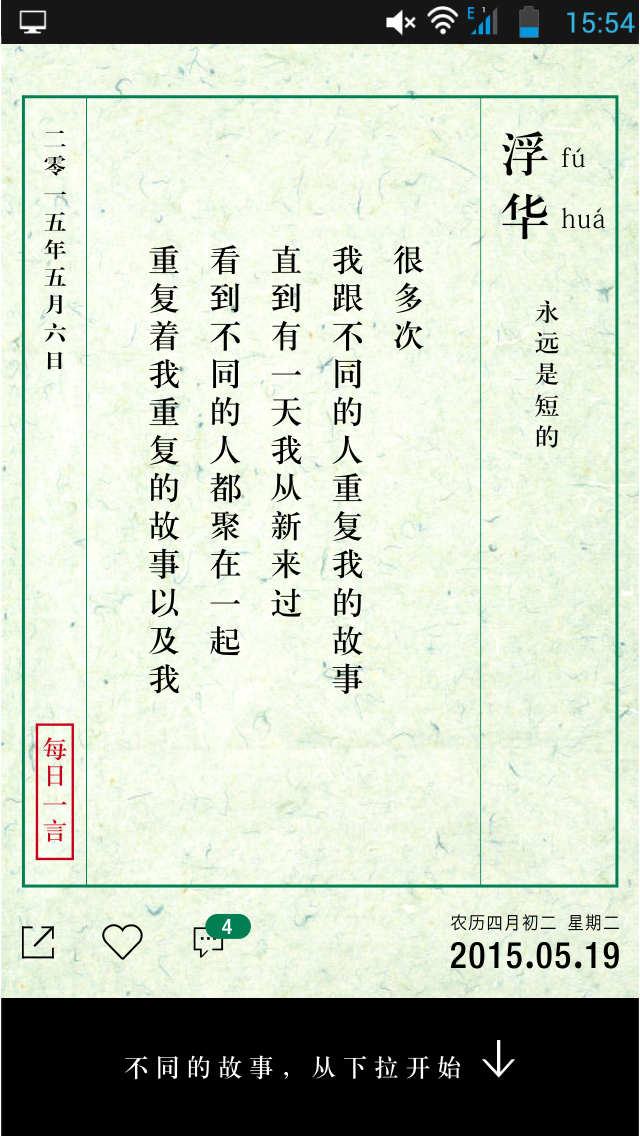 E
15:54
浮华
fú
huá
永远是短的
很多次
我跟不同的人重复我的故事
直到有一天我从新来过
看到不同的人都聚在一起
重复着我重复的故事以及我
二零一五年五月六日
每日一言
4
农历四月初二 星期二
2015.05.19
不同的故事，从下拉开始